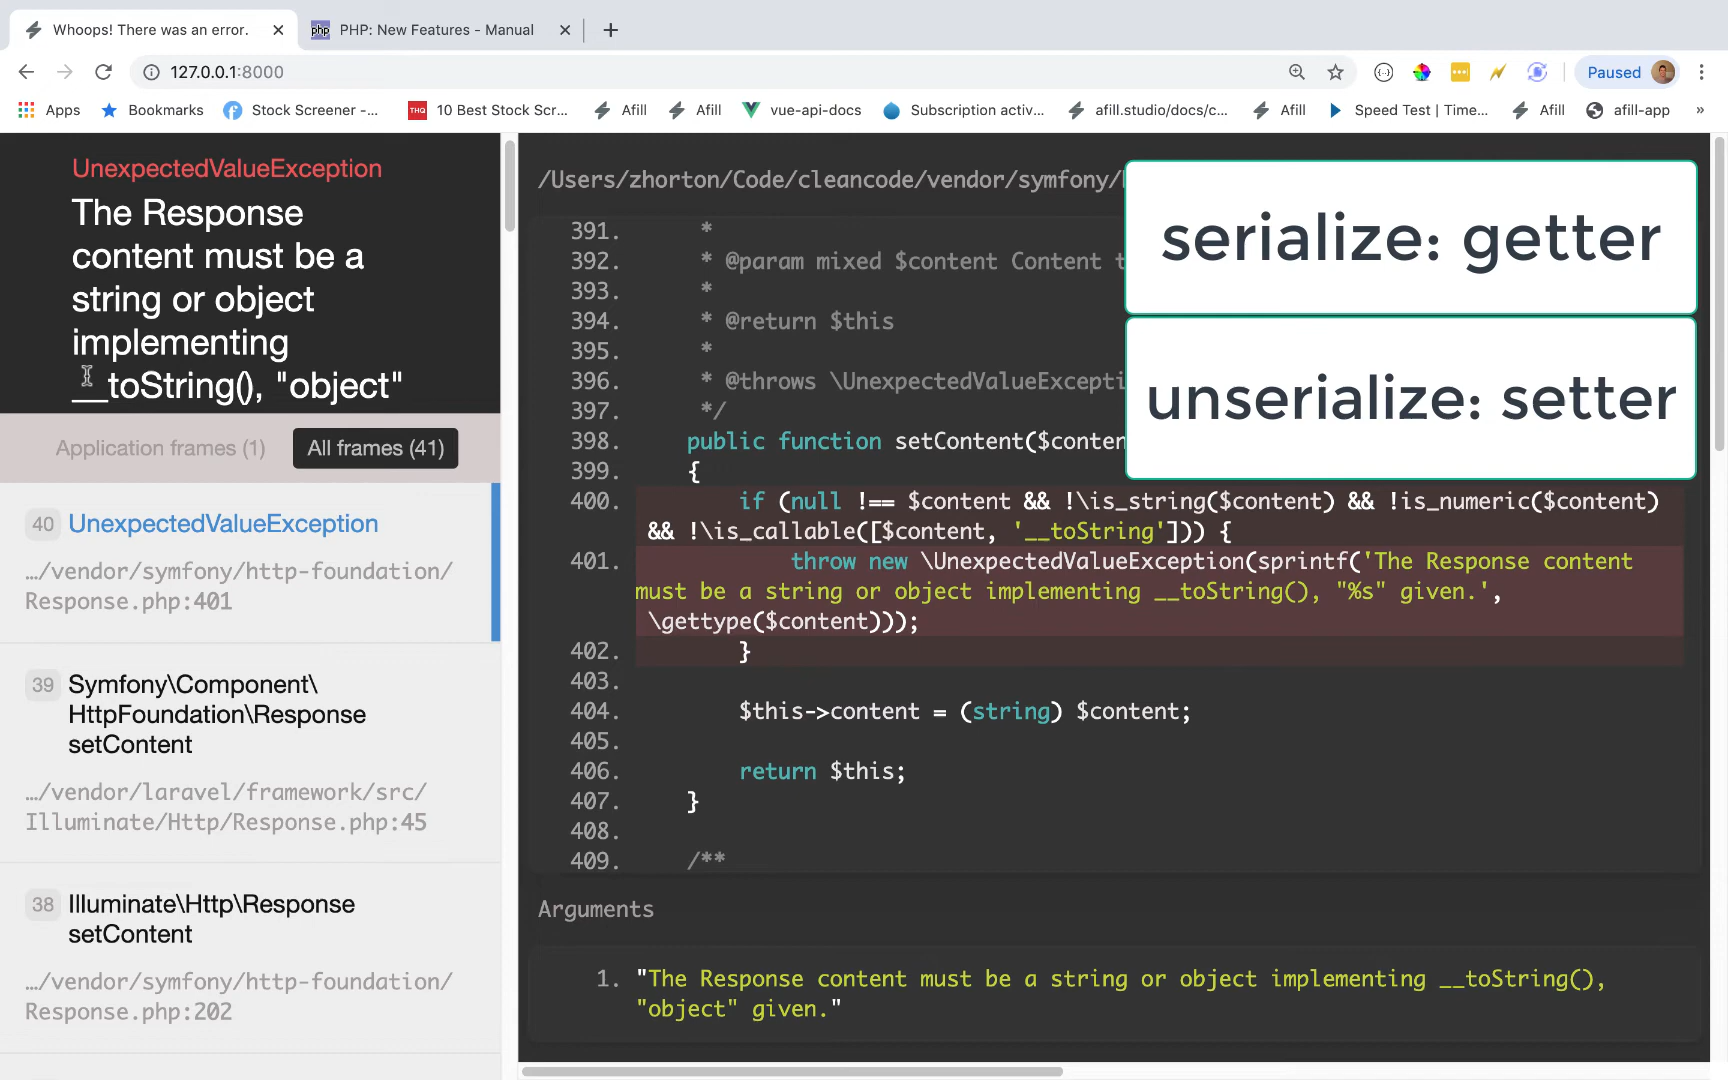 Whoops! There was an error.
PHP: New Features - Manual
127.0.0.1:8000
Paused
Apps
Bookmarks
Stock Screener -...
THQ
10 Best Stock Scr...
Afill
Afill
vue-api-docs
Subscription activ...
afill.studio/docs/c...
Afill
Speed Test | Time...
Afill
afill-app
»
UnexpectedValueException
The Response
content must be a
string or object
implementing
__toString(), "object"
Application frames (1)
All frames (41)
40 UnexpectedValueException
…/vendor/symfony/http-foundation/
Response.php:401
39 Symfony\Component\
HttpFoundation\Response
setContent
…/vendor/laravel/framework/src/
Illuminate/Http/Response.php:45
38 Illuminate\Http\Response
setContent
…/vendor/symfony/http-foundation/
Response.php:202
/Users/zhorton/Code/cleancode/vendor/symfony/
serialize: getter
unserialize: setter
391. *
392. * @param mixed $content Content
393. *
394. * @return $this
395. *
396. * @throws \UnexpectedValueExcepti
397. */
398. public function setContent($conten
399. {
400. if (null !== $content && !\is_string($content) && !is_numeric($content)
&& !\is_callable([$content, '__toString'])) {
401. throw new \UnexpectedValueException(sprintf('The Response content
must be a string or object implementing __toString(), "%s" given.',
\gettype($content)));
402. }
403.
404. $this->content = (string) $content;
405.
406. return $this;
407. }
408.
409. /**
Arguments
1. "The Response content must be a string or object implementing __toString(),
"object" given."